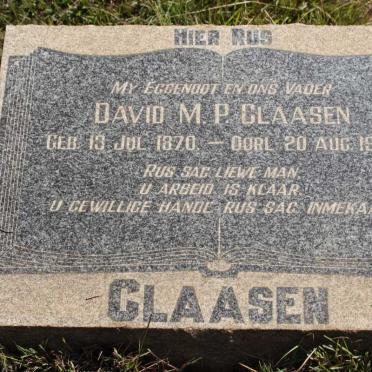 HIER RUS
MY EGGENOOT EN ONS VADER
DAVID M. P. CLAASEN
GEB. 13 JUL 1870. — OORL. 20 AUG.
RUS SAG LIEWE MAN,
U ARBEID IS KLAAR.
U GEWILLIGE HANDE RUS SAG
CLAASEN